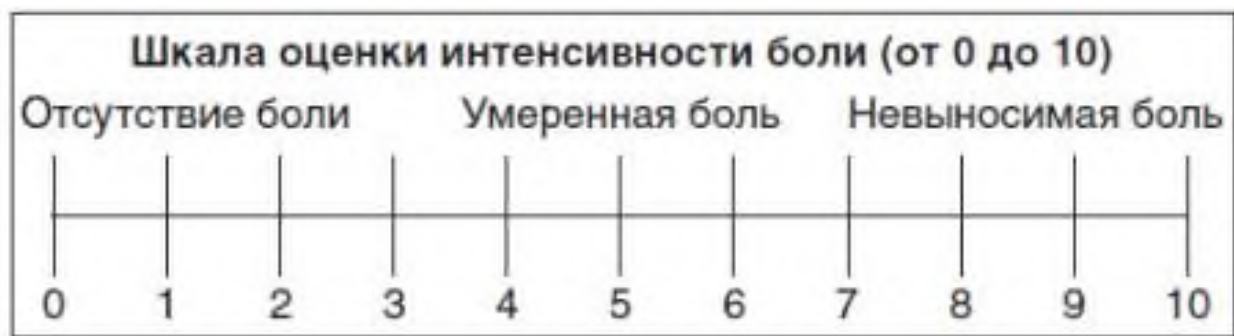 Шкала оценки интенсивности боли (от 0 до 10)
Отсутствие боли Умеренная боль Невыносимая боль
0 1 2 3 4 5 6 7 8 9 10